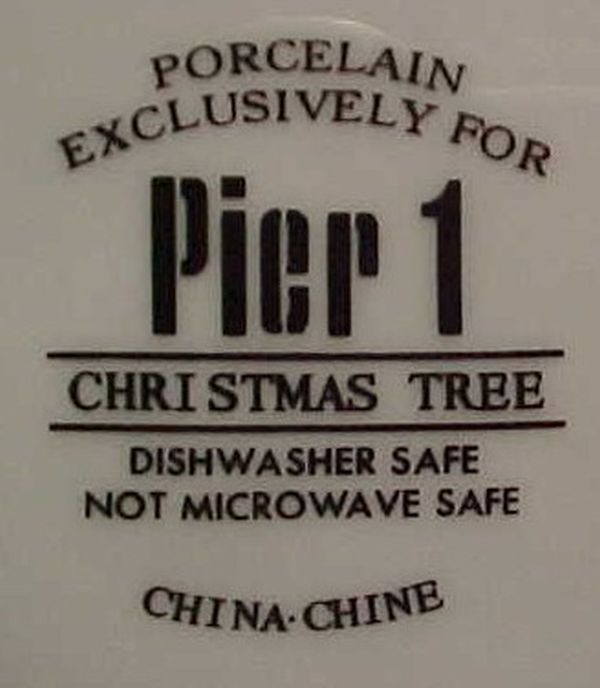 PORCELAIN
EXCLUSIVELY FOR
Pier 1
CHRISTMAS TREE
DISHWASHER SAFE
NOT MICROWAVE SAFE
CHINA·CHINE